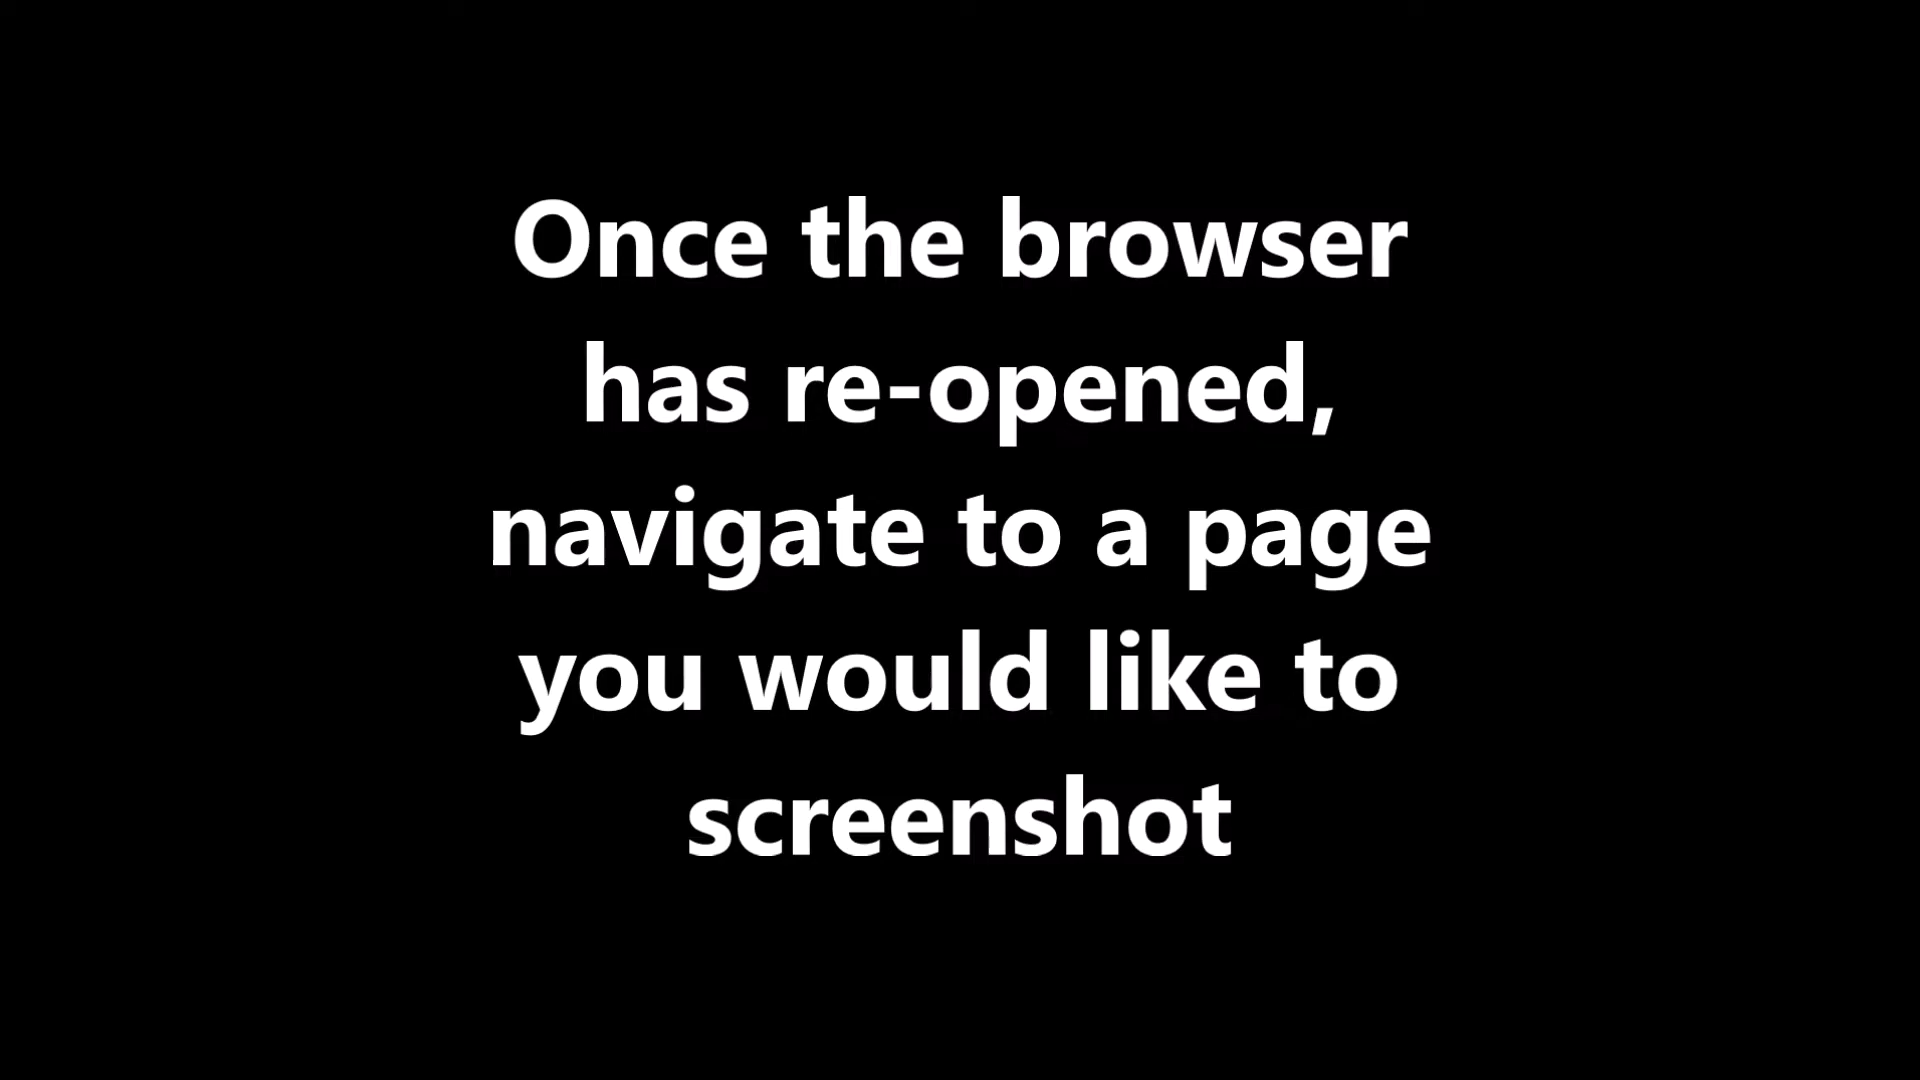 Once the browser
has re-opened,
navigate to a page
you would like to
screenshot